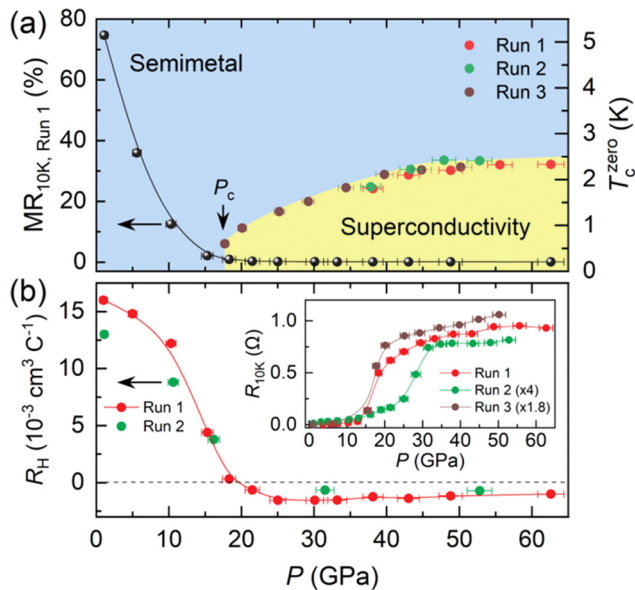 (a)
80
60
40
20
0
MR10K, Run 1 (%)
Semimetal
Run 1
Run 2
Run 3
Pc
Superconductivity
5
4
3
2
1
0
Tc^zero (K)
(b)
15
10
5
0
RH (10-3 cm3 C-1)
Run 1
Run 2
1.0
0.5
0.0
R10K (Ω)
Run 1
Run 2 (x4)
Run 3 (x1.8)
0 10 20 30 40 50 60
P (GPa)
0 10 20 30 40 50 60
P (GPa)